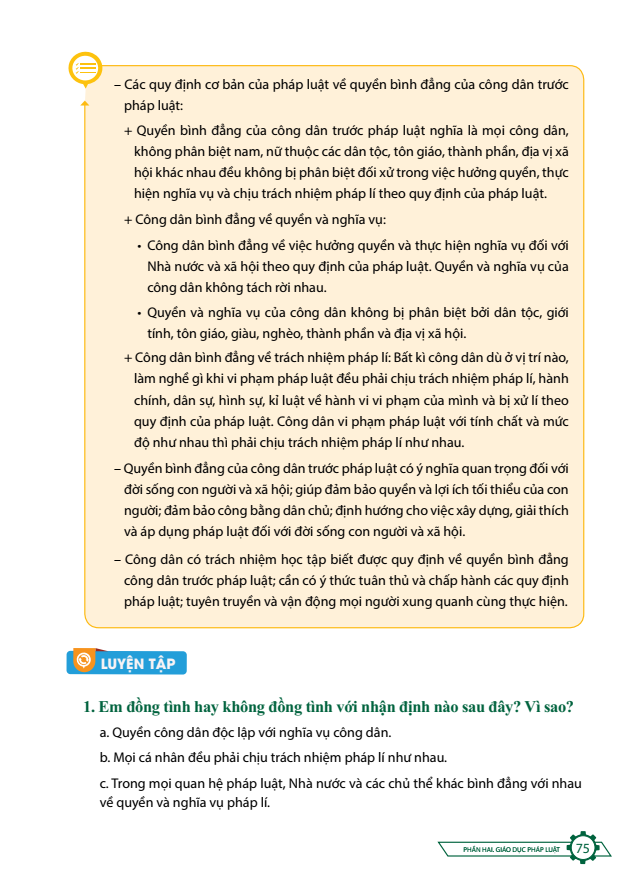 – Các quy định cơ bản của pháp luật về quyền bình đẳng của công dân trước
pháp luật:
+ Quyền bình đẳng của công dân trước pháp luật nghĩa là mọi công dân,
không phân biệt nam, nữ thuộc các dân tộc, tôn giáo, thành phần, địa vị xã
hội khác nhau đều không bị phân biệt đối xử trong việc hưởng quyền, thực
hiện nghĩa vụ và chịu trách nhiệm pháp lí theo quy định của pháp luật.
+ Công dân bình đẳng về quyền và nghĩa vụ:
• Công dân bình đẳng về việc hưởng quyền và thực hiện nghĩa vụ đối với
Nhà nước và xã hội theo quy định của pháp luật. Quyền và nghĩa vụ của
công dân không tách rời nhau.
• Quyền và nghĩa vụ của công dân không bị phân biệt bởi dân tộc, giới
tính, tôn giáo, giàu, nghèo, thành phần và địa vị xã hội.
+ Công dân bình đẳng về trách nhiệm pháp lí: Bất kì công dân dù ở vị trí nào,
làm nghề gì khi vi phạm pháp luật đều phải chịu trách nhiệm pháp lí, hành
chính, dân sự, hình sự, kỉ luật về hành vi vi phạm của mình và bị xử lí theo
quy định của pháp luật. Công dân vi phạm pháp luật với tính chất và mức
độ như nhau thì phải chịu trách nhiệm pháp lí như nhau.
– Quyền bình đẳng của công dân trước pháp luật có ý nghĩa quan trọng đối với
đời sống con người và xã hội; giúp đảm bảo quyền và lợi ích tối thiểu của con
người; đảm bảo công bằng dân chủ; định hướng cho việc xây dựng, giải thích
và áp dụng pháp luật đối với đời sống con người và xã hội.
– Công dân có trách nhiệm học tập biết được quy định về quyền bình đẳng
công dân trước pháp luật; cần có ý thức tuân thủ và chấp hành các quy định
pháp luật; tuyên truyền và vận động mọi người xung quanh cùng thực hiện.
LUYỆN TẬP
1. Em đồng tình hay không đồng tình với nhận định nào sau đây? Vì sao?
a. Quyền công dân độc lập với nghĩa vụ công dân.
b. Mọi cá nhân đều phải chịu trách nhiệm pháp lí như nhau.
c. Trong mọi quan hệ pháp luật, Nhà nước và các chủ thể khác bình đẳng với nhau
về quyền và nghĩa vụ pháp lí.
PHẦN HAI. GIÁO DỤC PHÁP LUẬT 75